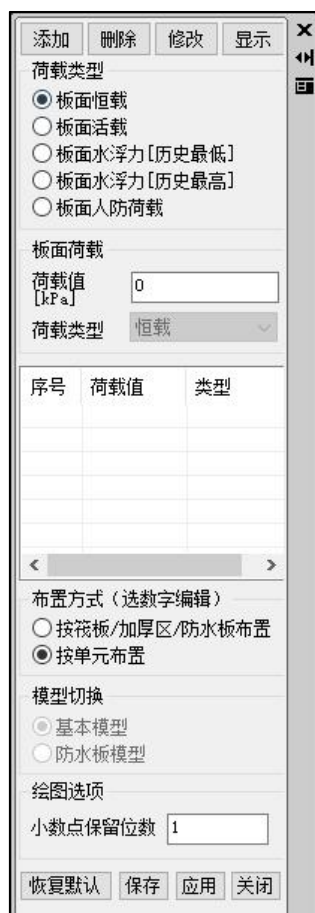 添加 删除 修改 显示
荷载类型
板面恒载
板面活载
板面水浮力[历史最低]
板面水浮力[历史最高]
板面人防荷载
板面荷载
荷载值
[kPa]
0
荷载类型 恒载
序号 荷载值 类型
布置方式(选数字编辑)
按筏板/加厚区/防水板布置
按单元布置
模型切换
基本模型
防水板模型
绘图选项
小数点保留位数 1
恢复默认 保存 应用 关闭